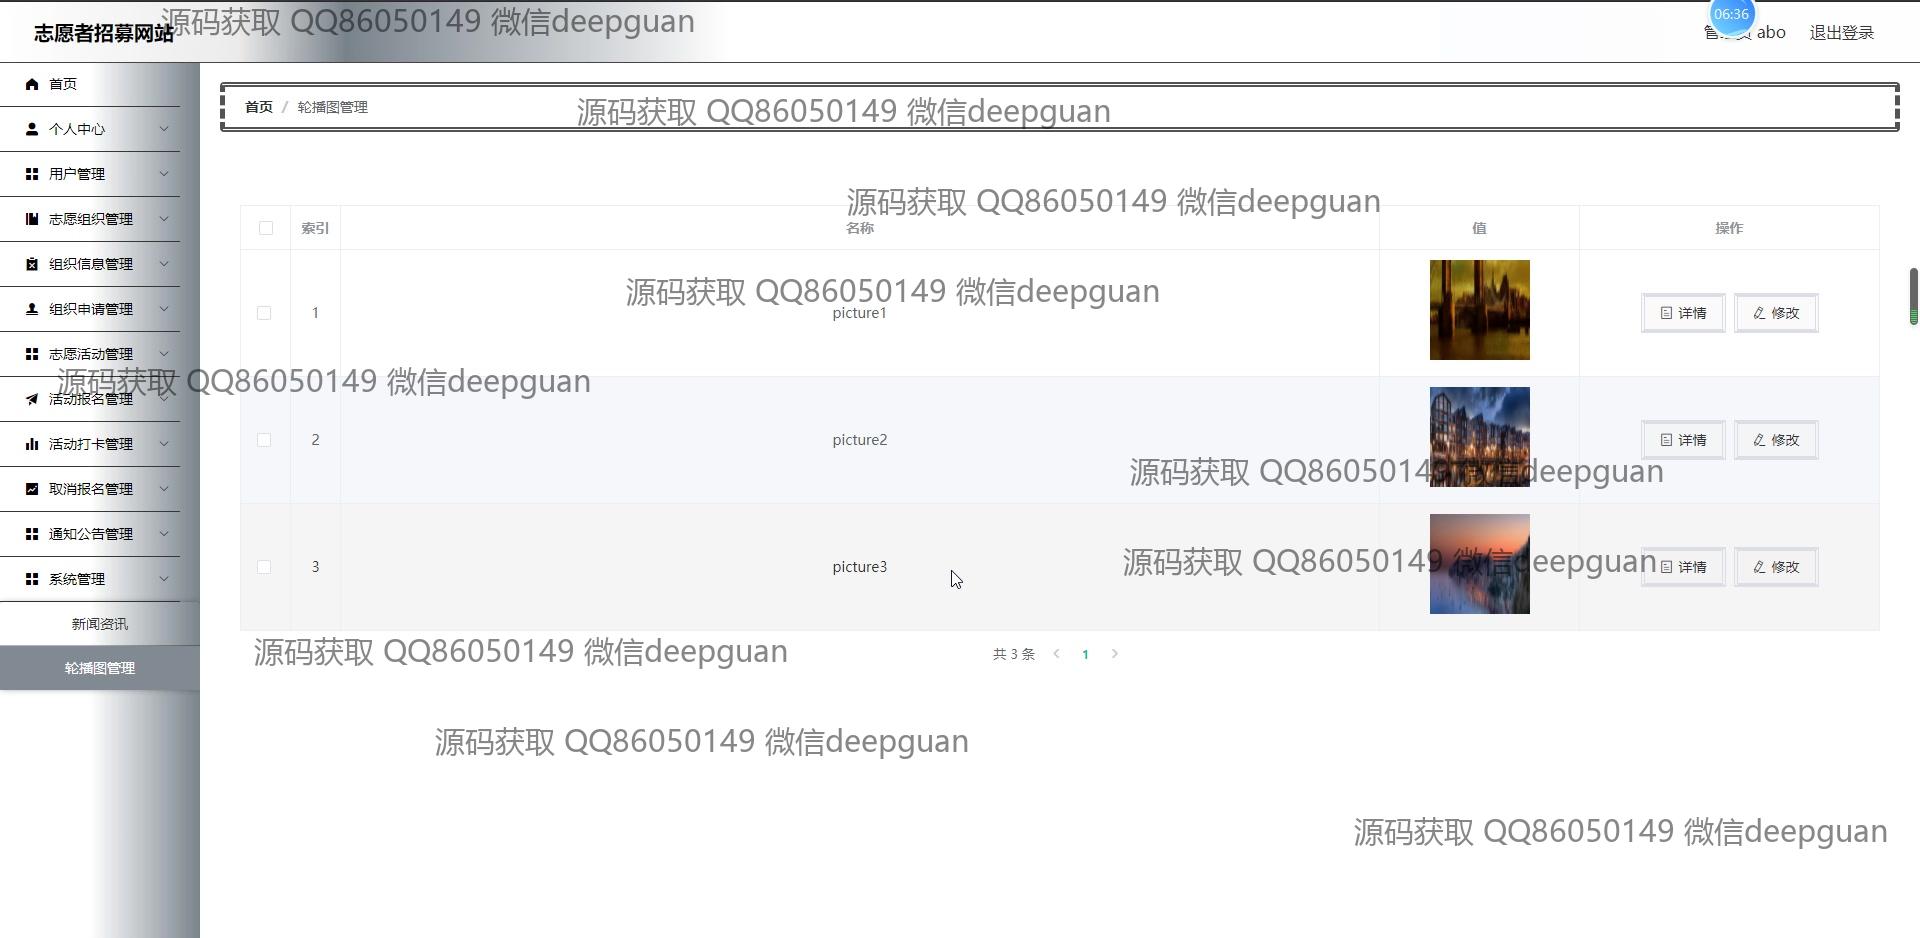 志愿者招募网站
源码获取 QQ86050149 微信deepguan
06:36
abo
退出登录
首页
首页 / 轮播图管理
源码获取 QQ86050149 微信deepguan
个人中心
用户管理
源码获取 QQ86050149 微信deepguan
志愿组织管理
索引 名称 值 操作
组织信息管理
源码获取 QQ86050149 微信deepguan
组织申请管理
1 picture1 详情 修改
志愿活动管理
源码获取 QQ86050149 微信deepguan
活动报名管理
活动打卡管理
2 picture2 详情 修改
源码获取 QQ86050149 微信deepguan
取消报名管理
通知公告管理
源码获取 QQ86050149 微信deepguan
3 picture3 详情 修改
系统管理
新闻资讯
源码获取 QQ86050149 微信deepguan
共 3 条 1
轮播图管理
源码获取 QQ86050149 微信deepguan
源码获取 QQ86050149 微信deepguan